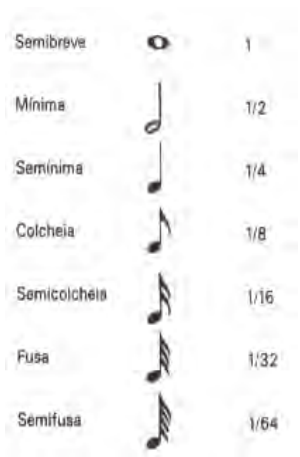 Semibreve 1
Mínima 1/2
Semínima 1/4
Colcheia 1/8
Semicolcheia 1/16
Fusa 1/32
Semifusa 1/64